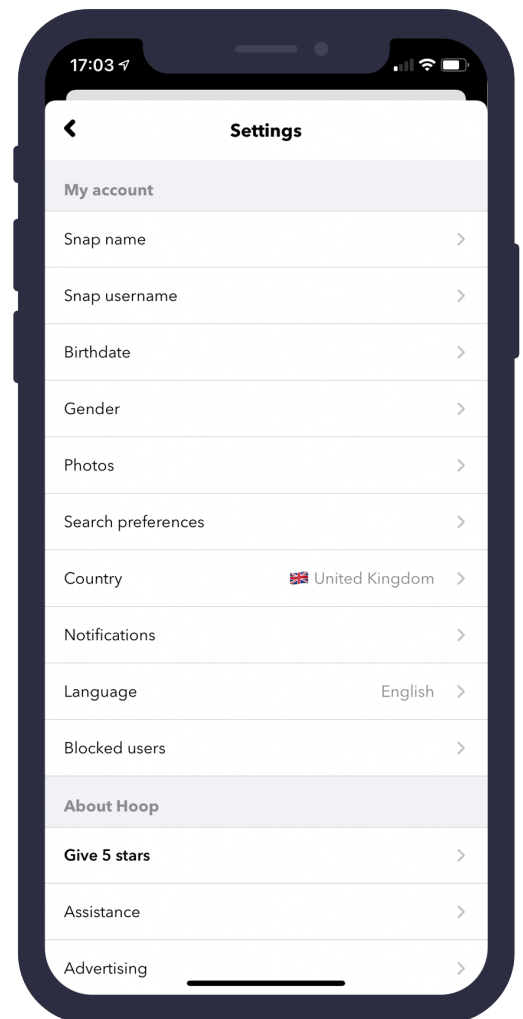 17:03
Settings
My account
Snap name
Snap username
Birthdate
Gender
Photos
Search preferences
Country United Kingdom
Notifications
Language English
Blocked users
About Hoop
Give 5 stars
Assistance
Advertising